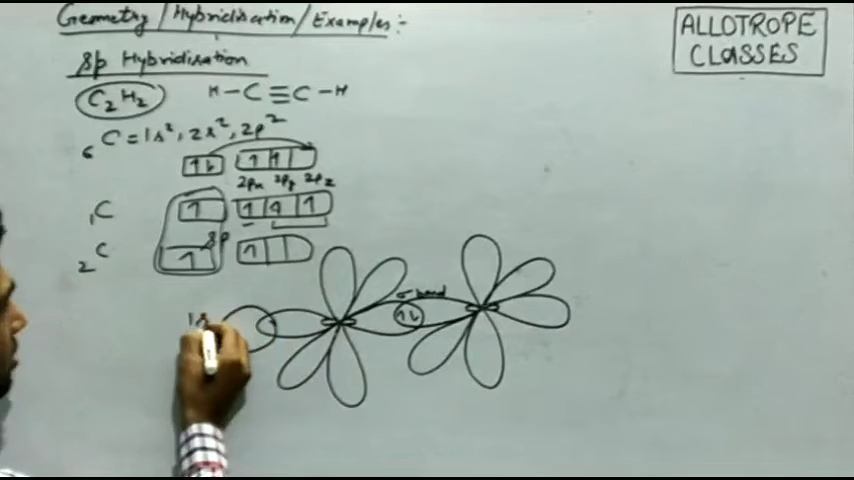 Geometry / Hybridisation / Examples :-
ALLOTROPE
CLASSES
sp Hybridisation
C₂H₂ H-C≡C-H
₆C = 1s², 2s², 2p²
↿⇂ ↿ ↿
2px 2py 2pz
₁C ↿ ↿ ↿ ↿
sp
₂C ↿ ↿
σ bond
↿⇂
1s